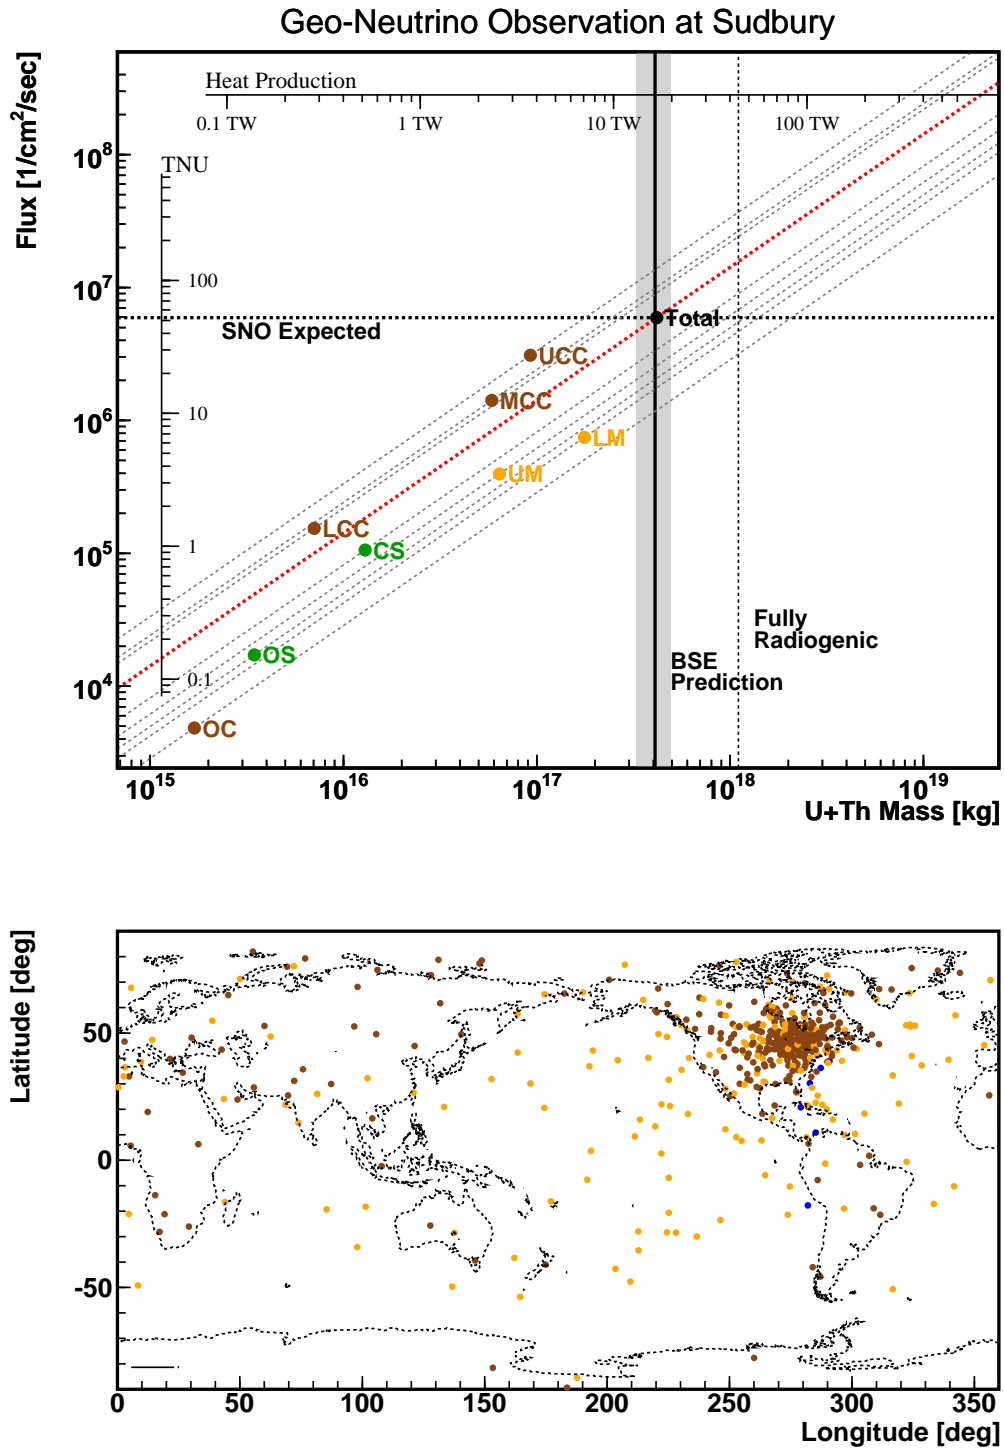 Geo-Neutrino Observation at Sudbury
Flux [1/cm²/sec]
Heat Production
0.1 TW 1 TW 10 TW 100 TW
TNU
10⁸
100
10⁷
SNO Expected
Total
UCC
MCC
10
10⁶
LM
UM
LCC
1
CS
10⁵
Fully
Radiogenic
OS
BSE
Prediction
0.1
10⁴
OC
10¹⁵ 10¹⁶ 10¹⁷ 10¹⁸ 10¹⁹
U+Th Mass [kg]
Latitude [deg]
50
0
-50
0 50 100 150 200 250 300 350
Longitude [deg]